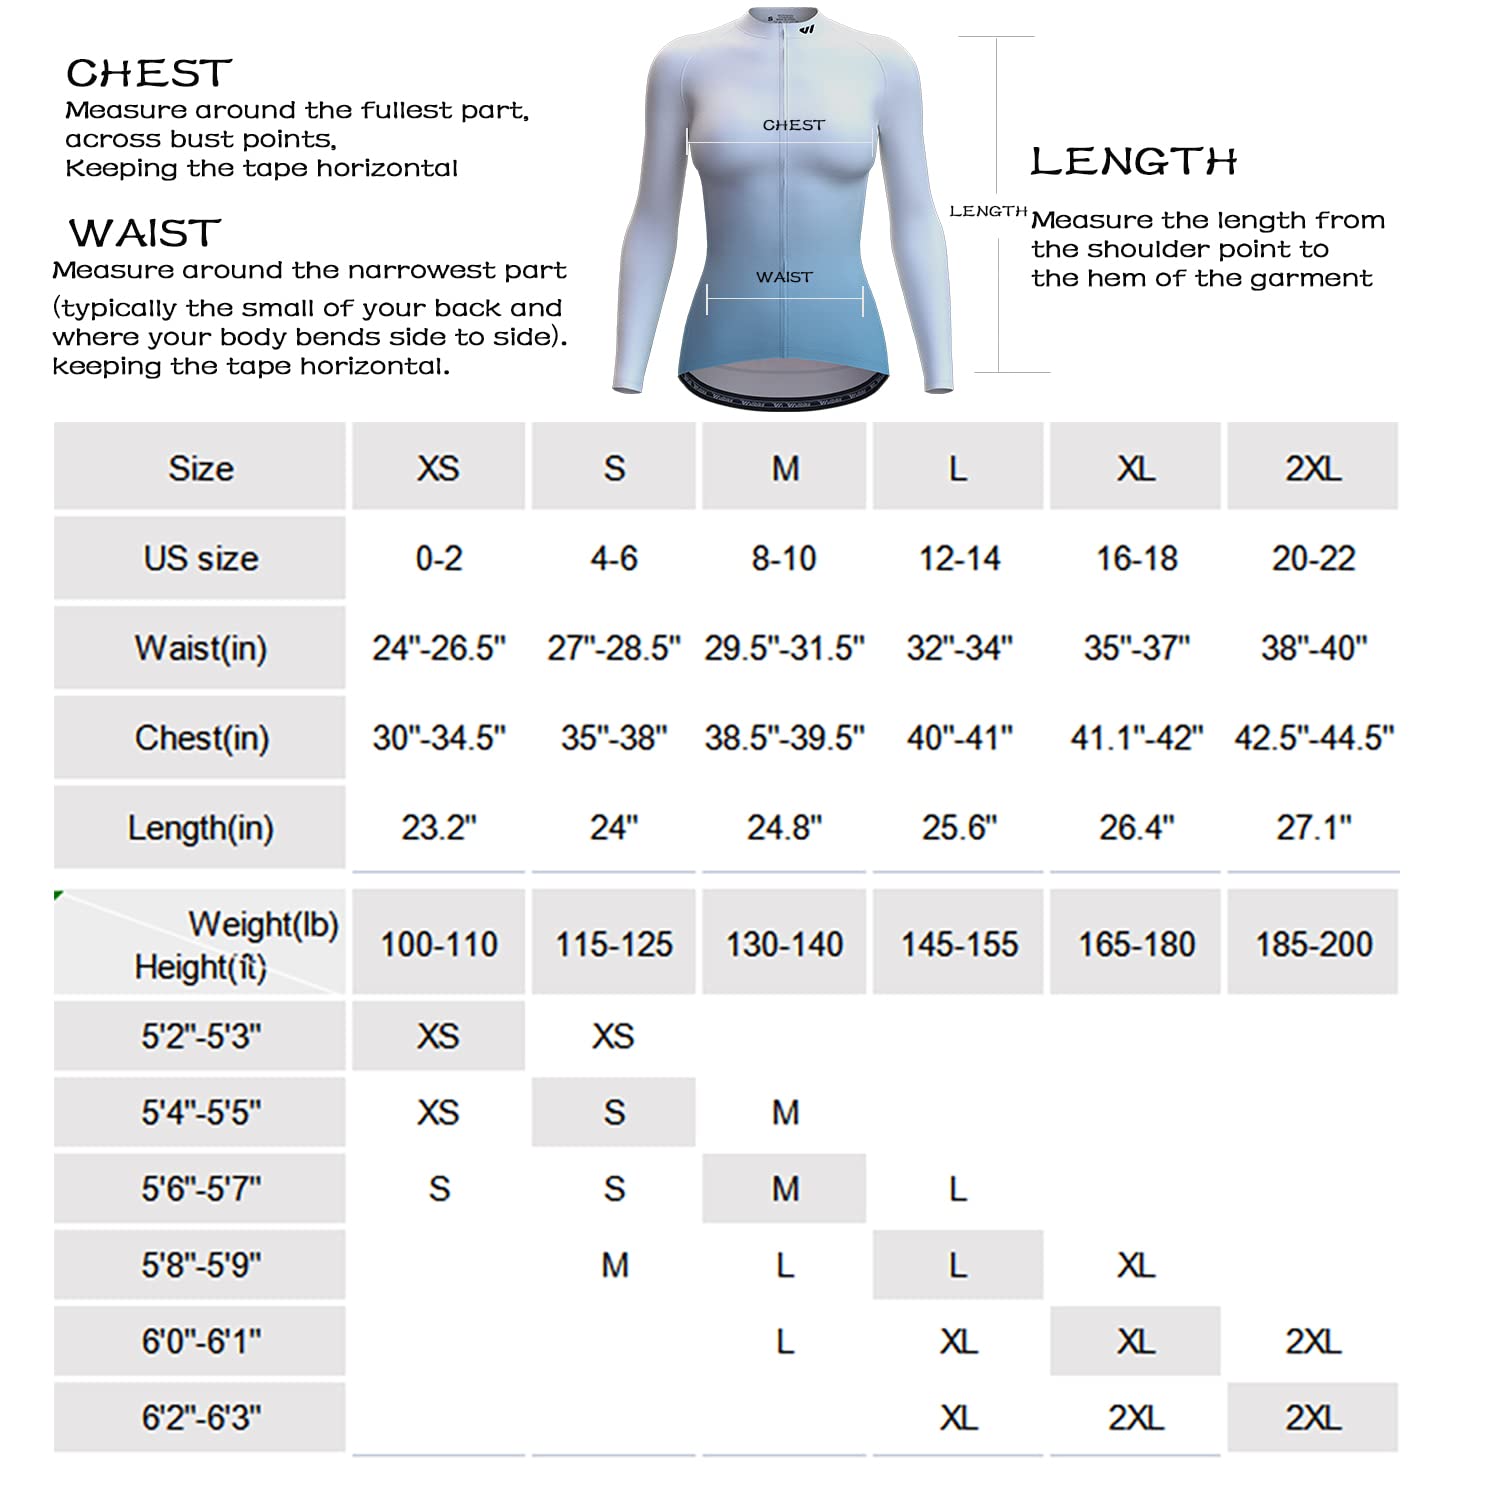 CHEST
Measure around the fullest part,
across bust points,
Keeping the tape horizontal
WAIST
Measure around the narrowest part
(typically the small of your back and
where your body bends side to side).
keeping the tape horizontal.
S
CHEST
WAIST
LENGTH
LENGTH
Measure the length from
the shoulder point to
the hem of the garment
Size XS S M L XL 2XL
US size 0-2 4-6 8-10 12-14 16-18 20-22
Waist(in) 24"-26.5" 27"-28.5" 29.5"-31.5" 32"-34" 35"-37" 38"-40"
Chest(in) 30"-34.5" 35"-38" 38.5"-39.5" 40"-41" 41.1"-42" 42.5"-44.5"
Length(in) 23.2" 24" 24.8" 25.6" 26.4" 27.1"
Weight(lb)
Height(ft) 100-110 115-125 130-140 145-155 165-180 185-200
5'2"-5'3" XS XS
5'4"-5'5" XS S M
5'6"-5'7" S S M L
5'8"-5'9" M L L XL
6'0"-6'1" L XL XL 2XL
6'2"-6'3" XL 2XL 2XL